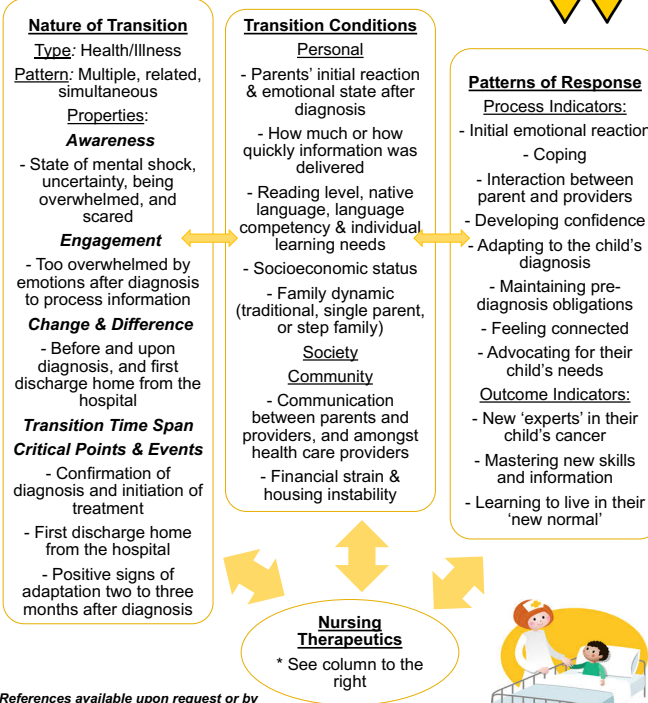 Nature of Transition
Type: Health/Illness
Pattern: Multiple, related,
simultaneous
Properties:
Awareness
- State of mental shock,
uncertainty, being
overwhelmed, and
scared
Engagement
- Too overwhelmed by
emotions after diagnosis
to process information
Change & Difference
- Before and upon
diagnosis, and first
discharge home from the
hospital
Transition Time Span
Critical Points & Events
- Confirmation of
diagnosis and initiation of
treatment
- First discharge home
from the hospital
- Positive signs of
adaptation two to three
months after diagnosis
Transition Conditions
Personal
- Parents' initial reaction
& emotional state after
diagnosis
- How much or how
quickly information was
delivered
- Reading level, native
language, language
competency & individual
learning needs
- Socioeconomic status
- Family dynamic
(traditional, single parent,
or step family)
Society
Community
- Communication
between parents and
providers, and amongst
health care providers
- Financial strain &
housing instability
Patterns of Response
Process Indicators:
- Initial emotional reaction
- Coping
- Interaction between
parent and providers
- Developing confidence
- Adapting to the child's
diagnosis
- Maintaining pre-
diagnosis obligations
- Feeling connected
- Advocating for their
child's needs
Outcome Indicators:
- New 'experts' in their
child's cancer
- Mastering new skills
and information
- Learning to live in their
'new normal'
Nursing
Therapeutics
* See column to the
right
References available upon request or by